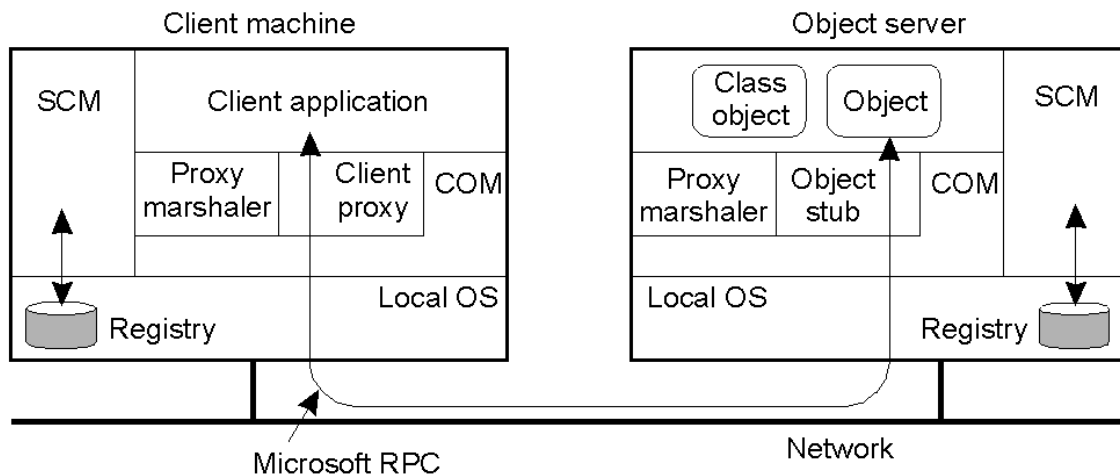 Client machine
Object server
SCM
Client application
Class
object
Object
SCM
Proxy
marshaler
Client
proxy
COM
Proxy
marshaler
Object
stub
COM
Local OS
Registry
Local OS
Registry
Network
Microsoft RPC